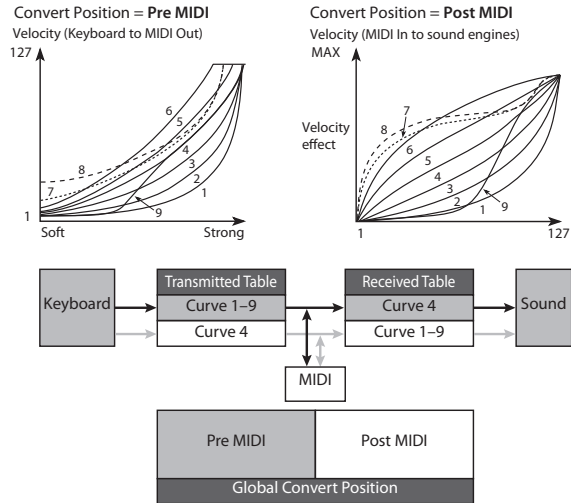 Convert Position = Pre MIDI
Velocity (Keyboard to MIDI Out)
127
6
5
4
8
3
7
2
1
9
1
Soft
Strong
Convert Position = Post MIDI
Velocity (MIDI In to sound engines)
MAX
Velocity
effect
7
8
6
5
4
3
2
1
9
1
127
Keyboard
Transmitted Table
Curve 1–9
Curve 4
Received Table
Curve 4
Curve 1–9
Sound
MIDI
Pre MIDI
Post MIDI
Global Convert Position